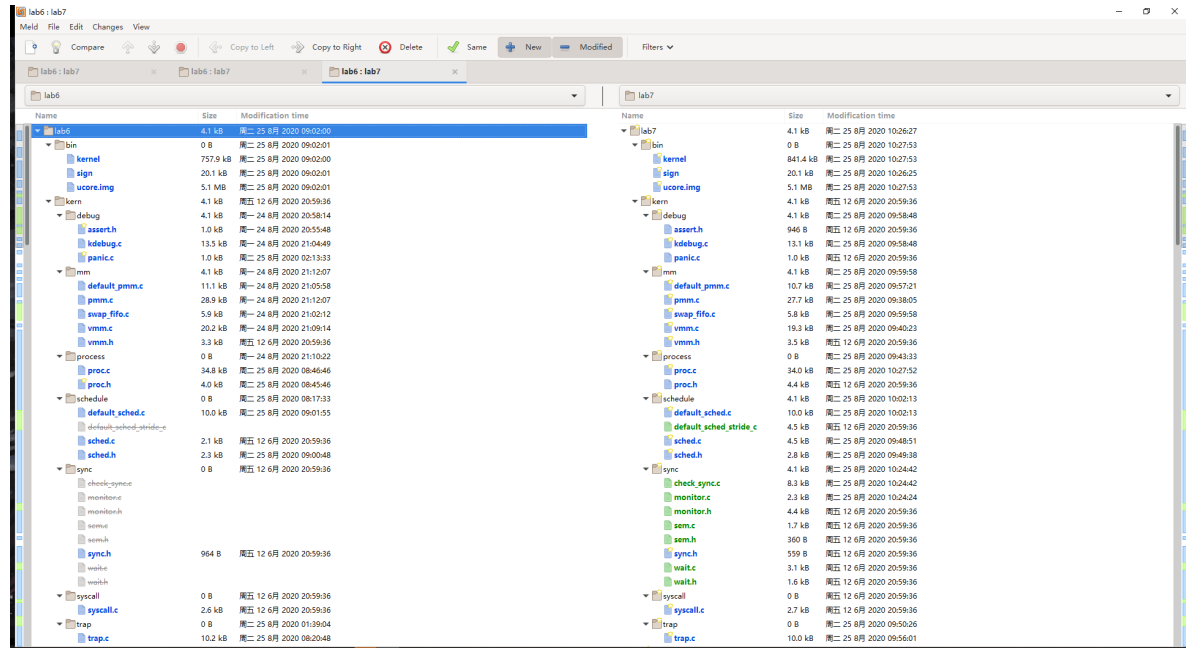 lab6 : lab7
Meld File Edit Changes View
Compare Copy to Left Copy to Right Delete Same New Modified Filters
lab6 : lab7 lab6 : lab7 lab6 : lab7
lab6 lab7
Name Size Modification time Name Size Modification time
lab6 4.1 kB 周二 25 8月 2020 09:02:00 lab7 4.1 kB 周二 25 8月 2020 10:26:27
bin 0 B 周二 25 8月 2020 09:02:01 bin 0 B 周二 25 8月 2020 10:27:53
kernel 757.9 kB 周二 25 8月 2020 09:02:00 kernel 841.4 kB 周二 25 8月 2020 10:27:53
sign 20.1 kB 周二 25 8月 2020 09:02:01 sign 20.1 kB 周二 25 8月 2020 10:26:25
ucore.img 5.1 MB 周二 25 8月 2020 09:02:01 ucore.img 5.1 MB 周二 25 8月 2020 10:27:53
kern 4.1 kB 周五 12 6月 2020 20:59:36 kern 4.1 kB 周五 12 6月 2020 20:59:36
debug 4.1 kB 周一 24 8月 2020 20:58:14 debug 4.1 kB 周二 25 8月 2020 09:58:48
assert.h 1.0 kB 周一 24 8月 2020 20:55:48 assert.h 946 B 周五 12 6月 2020 20:59:36
kdebug.c 13.5 kB 周一 24 8月 2020 21:04:49 kdebug.c 13.1 kB 周二 25 8月 2020 09:58:48
panic.c 1.0 kB 周二 25 8月 2020 02:13:33 panic.c 1.0 kB 周五 12 6月 2020 20:59:36
mm 4.1 kB 周一 24 8月 2020 21:12:07 mm 4.1 kB 周二 25 8月 2020 09:59:58
default_pmm.c 11.1 kB 周一 24 8月 2020 21:05:58 default_pmm.c 10.7 kB 周二 25 8月 2020 09:57:21
pmm.c 28.9 kB 周一 24 8月 2020 21:12:07 pmm.c 27.7 kB 周二 25 8月 2020 09:38:05
swap_fifo.c 5.9 kB 周一 24 8月 2020 21:02:12 swap_fifo.c 5.8 kB 周二 25 8月 2020 09:59:58
vmm.c 20.2 kB 周一 24 8月 2020 21:09:14 vmm.c 19.3 kB 周二 25 8月 2020 09:40:23
vmm.h 3.3 kB 周五 12 6月 2020 20:59:36 vmm.h 3.5 kB 周五 12 6月 2020 20:59:36
process 0 B 周一 24 8月 2020 21:10:22 process 0 B 周二 25 8月 2020 09:43:33
proc.c 34.8 kB 周二 25 8月 2020 08:46:46 proc.c 34.0 kB 周二 25 8月 2020 10:27:52
proc.h 4.0 kB 周二 25 8月 2020 08:45:46 proc.h 4.4 kB 周五 12 6月 2020 20:59:36
schedule 0 B 周二 25 8月 2020 08:17:33 schedule 4.1 kB 周二 25 8月 2020 10:02:13
default_sched.c 10.0 kB 周二 25 8月 2020 09:01:55 default_sched.c 10.0 kB 周二 25 8月 2020 10:02:13
default_sched_stride_c default_sched_stride_c 4.5 kB 周五 12 6月 2020 20:59:36
sched.c 2.1 kB 周五 12 6月 2020 20:59:36 sched.c 4.5 kB 周二 25 8月 2020 09:48:51
sched.h 2.3 kB 周二 25 8月 2020 09:00:48 sched.h 2.8 kB 周二 25 8月 2020 09:49:38
sync 0 B 周五 12 6月 2020 20:59:36 sync 4.1 kB 周二 25 8月 2020 10:24:42
check_sync.c check_sync.c 8.3 kB 周二 25 8月 2020 10:24:42
monitor.c monitor.c 2.3 kB 周二 25 8月 2020 10:24:24
monitor.h monitor.h 4.4 kB 周五 12 6月 2020 20:59:36
sem.c sem.c 1.7 kB 周五 12 6月 2020 20:59:36
sem.h sem.h 360 B 周五 12 6月 2020 20:59:36
sync.h 964 B 周五 12 6月 2020 20:59:36 sync.h 559 B 周五 12 6月 2020 20:59:36
wait.c wait.c 3.1 kB 周五 12 6月 2020 20:59:36
wait.h wait.h 1.6 kB 周五 12 6月 2020 20:59:36
syscall 0 B 周五 12 6月 2020 20:59:36 syscall 0 B 周五 12 6月 2020 20:59:36
syscall.c 2.6 kB 周五 12 6月 2020 20:59:36 syscall.c 2.7 kB 周五 12 6月 2020 20:59:36
trap 0 B 周二 25 8月 2020 01:39:04 trap 0 B 周二 25 8月 2020 09:50:26
trap.c 10.2 kB 周二 25 8月 2020 08:20:48 trap.c 10.0 kB 周二 25 8月 2020 09:56:01